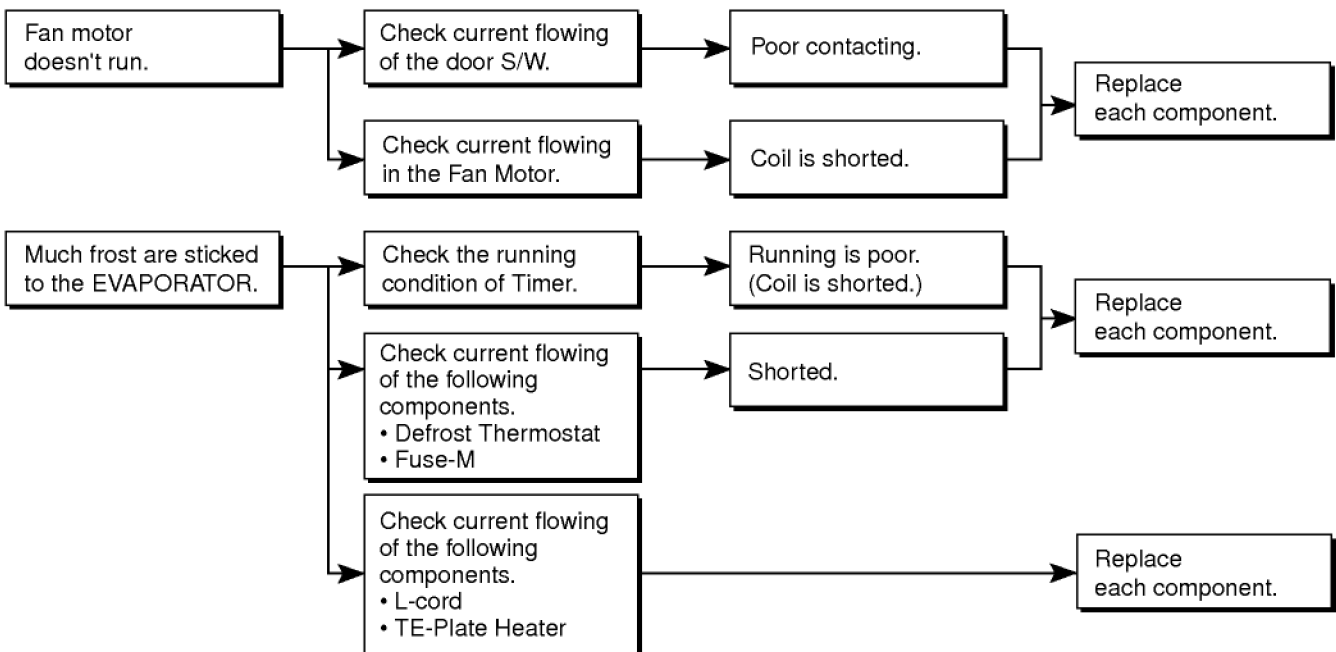 Fan motor
doesn't run.
Check current flowing
of the door S/W.
Poor contacting.
Replace
each component.
Check current flowing
in the Fan Motor.
Coil is shorted.
Much frost are sticked
to the EVAPORATOR.
Check the running
condition of Timer.
Running is poor.
(Coil is shorted.)
Replace
each component.
Check current flowing
of the following
components.
• Defrost Thermostat
• Fuse-M
Shorted.
Check current flowing
of the following
components.
• L-cord
• TE-Plate Heater
Replace
each component.